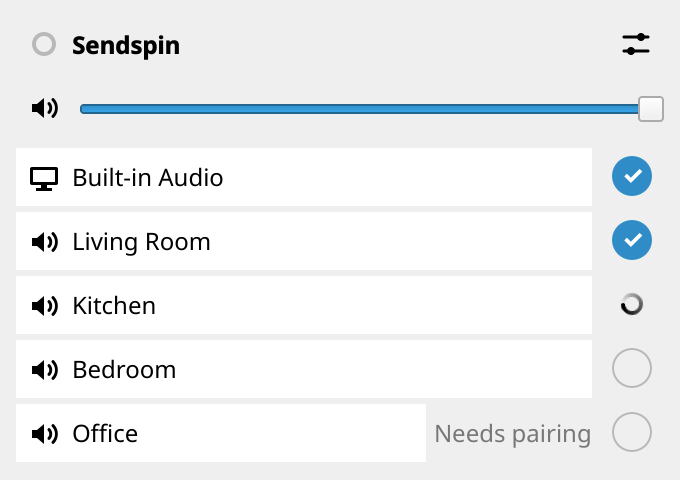 Sendspin
Built-in Audio
Living Room
Kitchen
Bedroom
Office Needs pairing